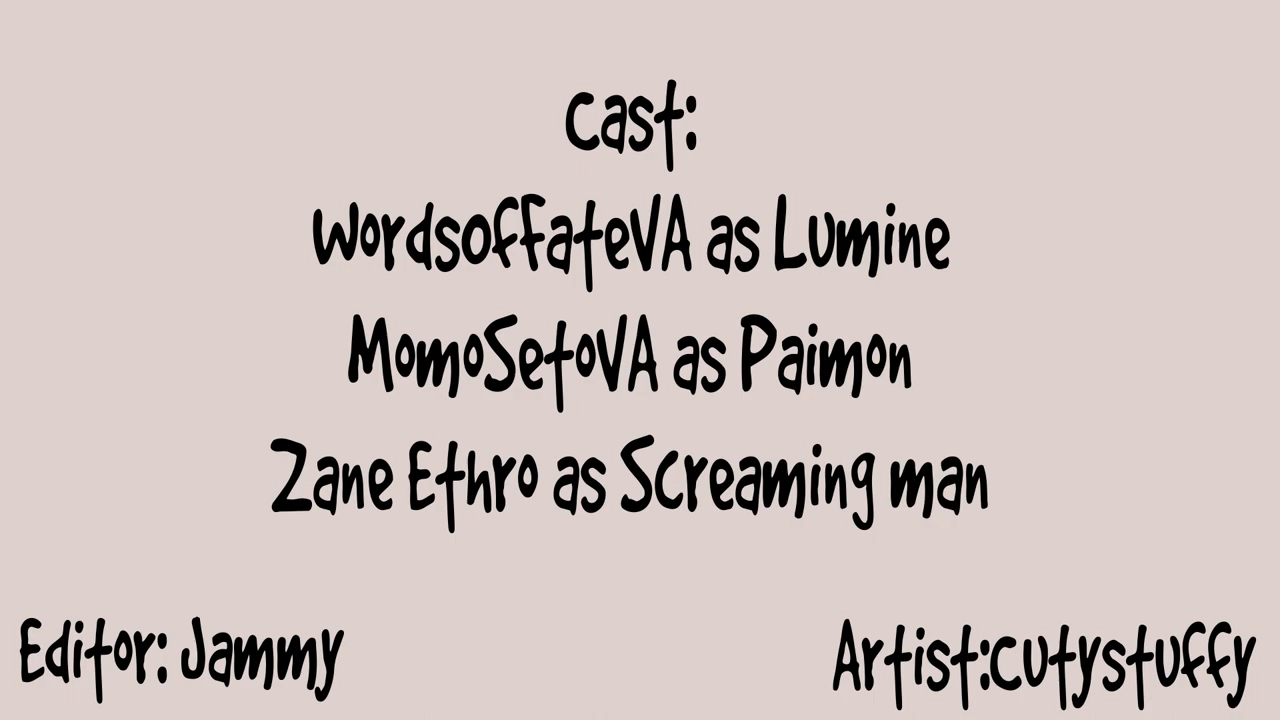 Cast:
WordsofFateVA as Lumine
MomoSetoVA as Paimon
Zane Ethro as Screaming man
Editor: Jammy
Artist:cutystuffy